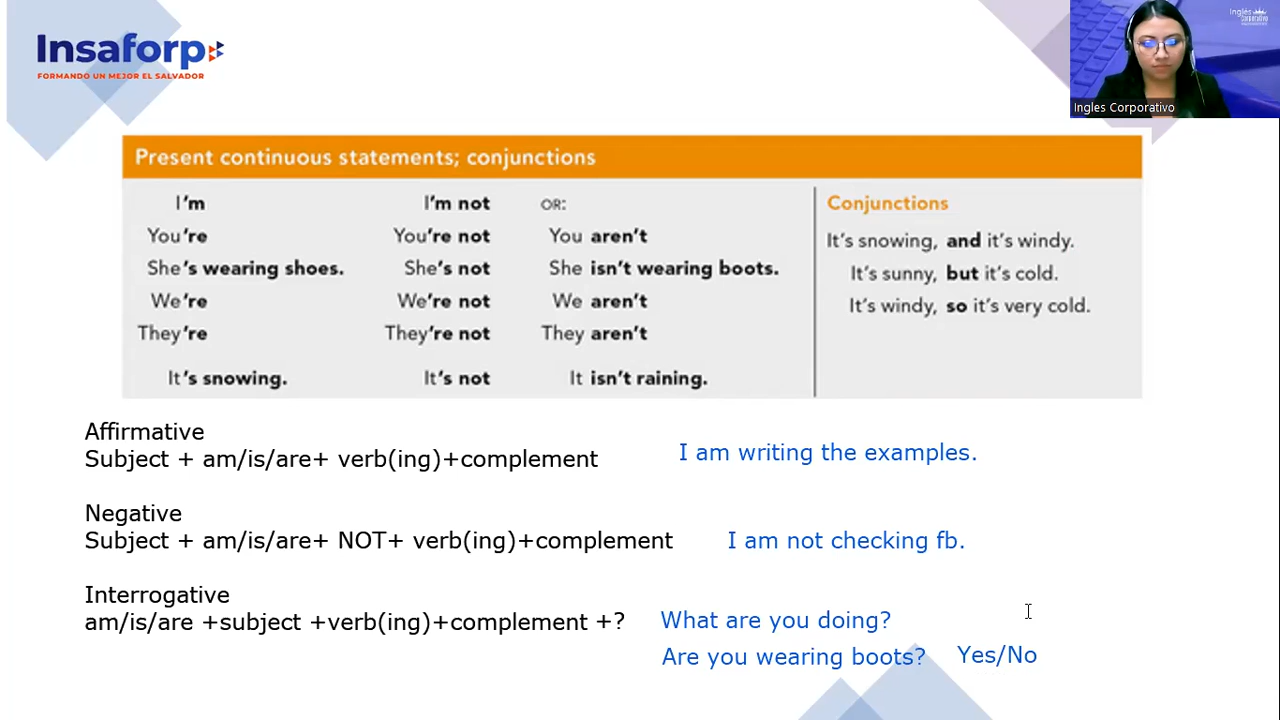 Insaforp
FORMANDO UN MEJOR EL SALVADOR
Inglés
Corporativo
Ingles Corporativo
Present continuous statements; conjunctions
I'm I'm not OR:
You're You're not You aren't
She's wearing shoes. She's not She isn't wearing boots.
We're We're not We aren't
They're They're not They aren't
It's snowing. It's not It isn't raining.
Conjunctions
It's snowing, and it's windy.
It's sunny, but it's cold.
It's windy, so it's very cold.
Affirmative
Subject + am/is/are+ verb(ing)+complement
I am writing the examples.
Negative
Subject + am/is/are+ NOT+ verb(ing)+complement
I am not checking fb.
Interrogative
am/is/are +subject +verb(ing)+complement +?
What are you doing?
Are you wearing boots? Yes/No